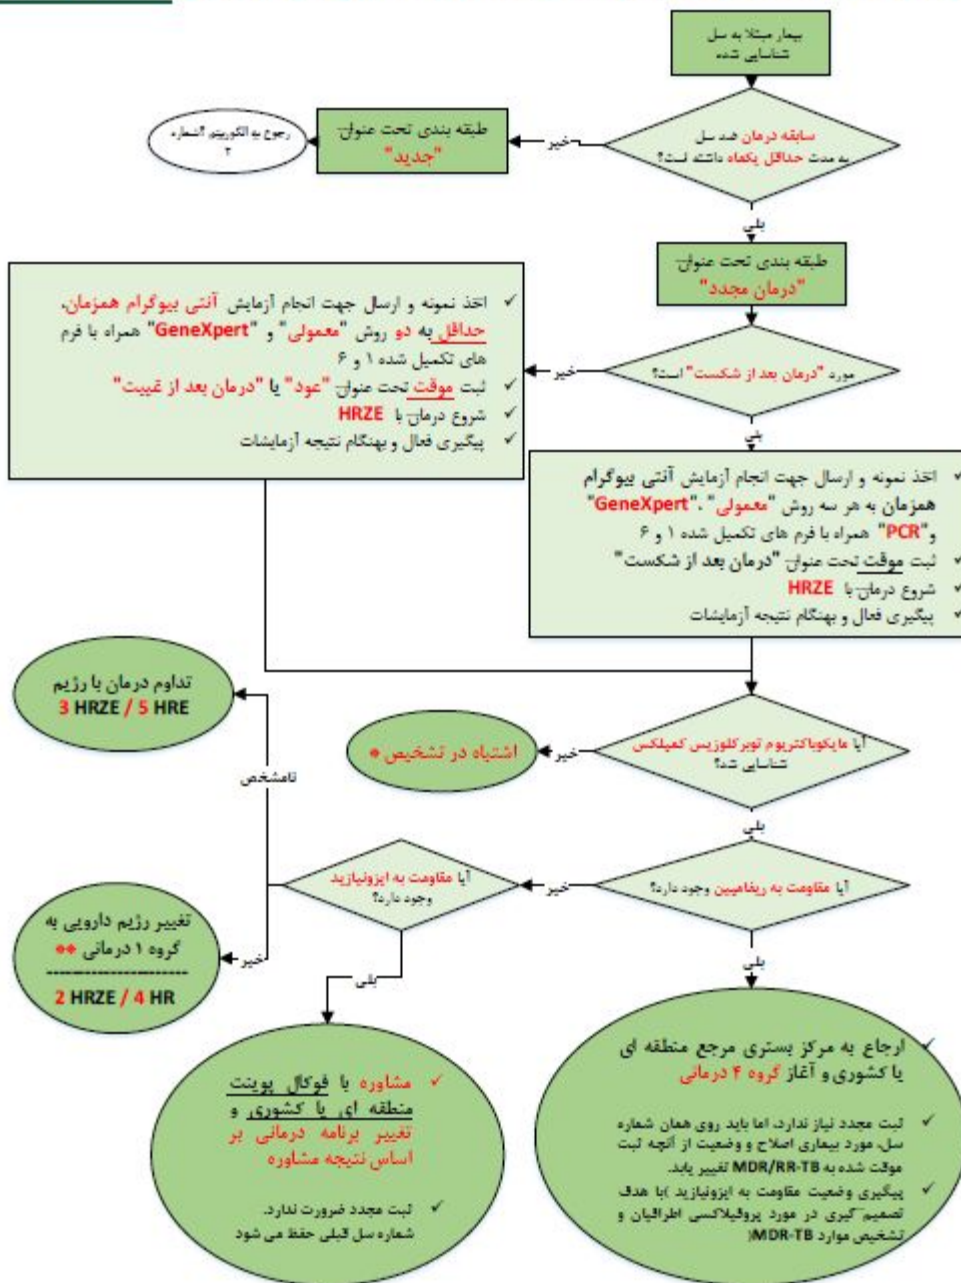 بیمار مبتلا به سل
شناسایی شده
سابقه درمان ضد سل
به مدت حداقل یکماه داشته است؟
خیر
طبقه بندی تحت عنوان
"جدید"
رجوع به الگوریتم شماره
۲
بلی
طبقه بندی تحت عنوان
"درمان مجدد"
مورد "درمان بعد از شکست" است؟
خیر
✓ اخذ نمونه و ارسال جهت انجام آزمایش آنتی بیوگرام همزمان،
حداقل به دو روش "معمولی" و "GeneXpert" همراه با فرم
های تکمیل شده ۱ و ۶
✓ ثبت موقت تحت عنوان "عود" یا "درمان بعد از غیبت"
✓ شروع درمان با HRZE
✓ پیگیری فعال و بهنگام نتیجه آزمایشات
بلی
✓ اخذ نمونه و ارسال جهت انجام آزمایش آنتی بیوگرام
همزمان به هر سه روش "معمولی"، "GeneXpert"
و "PCR" همراه با فرم های تکمیل شده ۱ و ۶
✓ ثبت موقت تحت عنوان "درمان بعد از شکست"
✓ شروع درمان با HRZE
✓ پیگیری فعال و بهنگام نتیجه آزمایشات
آیا مایکوباکتریوم توبرکلوزیس کمپلکس
شناسایی شد؟
خیر
اشتباه در تشخیص *
بلی
آیا مقاومت به ریفامپین وجود دارد؟
خیر
آیا مقاومت به ایزونیازید
وجود دارد؟
نامشخص
تداوم درمان با رژیم
3 HRZE / 5 HRE
خیر
تغییر رژیم دارویی به
گروه ۱ درمانی **
2 HRZE / 4 HR
بلی
✓ مشاوره با فوکال پوینت
منطقه ای یا کشوری و
تغییر برنامه درمانی بر
اساس نتیجه مشاوره
✓ ثبت مجدد ضرورت ندارد.
شماره سل قبلی حفظ می شود
بلی
✓ ارجاع به مرکز بستری مرجع منطقه ای
یا کشوری و آغاز گروه ۴ درمانی
✓ ثبت مجدد نیاز ندارد، اما باید روی همان شماره
سل، مورد بیماری اصلاح و وضعیت از آنچه ثبت
موقت شده به MDR/RR-TB تغییر یابد.
✓ پیگیری وضعیت مقاومت به ایزونیازید )با هدف
تصمیم گیری در مورد پروفیلاکسی اطرافیان و
تشخیص موارد MDR-TB(